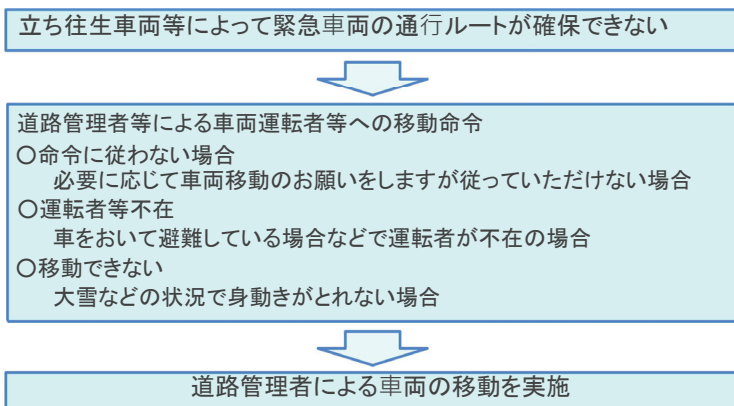 立ち往生車両等によって緊急車両の通行ルートが確保できない
道路管理者等による車両運転者等への移動命令
○命令に従わない場合
必要に応じて車両移動のお願いをしますが従っていただけない場合
○運転者等不在
車をおいて避難している場合などで運転者が不在の場合
○移動できない
大雪などの状況で身動きがとれない場合
道路管理者による車両の移動を実施